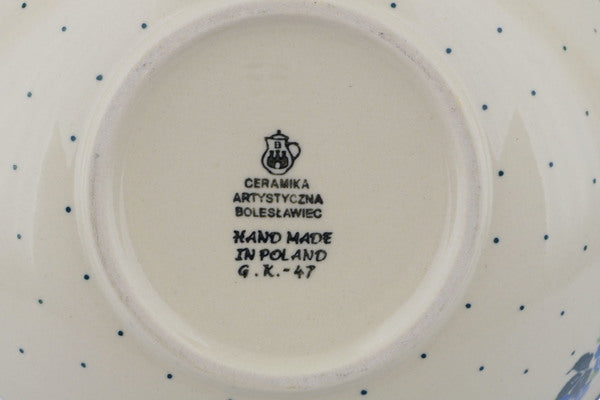 B
CERAMIKA
ARTYSTYCZNA
BOLESŁAWIEC
HAND MADE
IN POLAND
G.K.-47